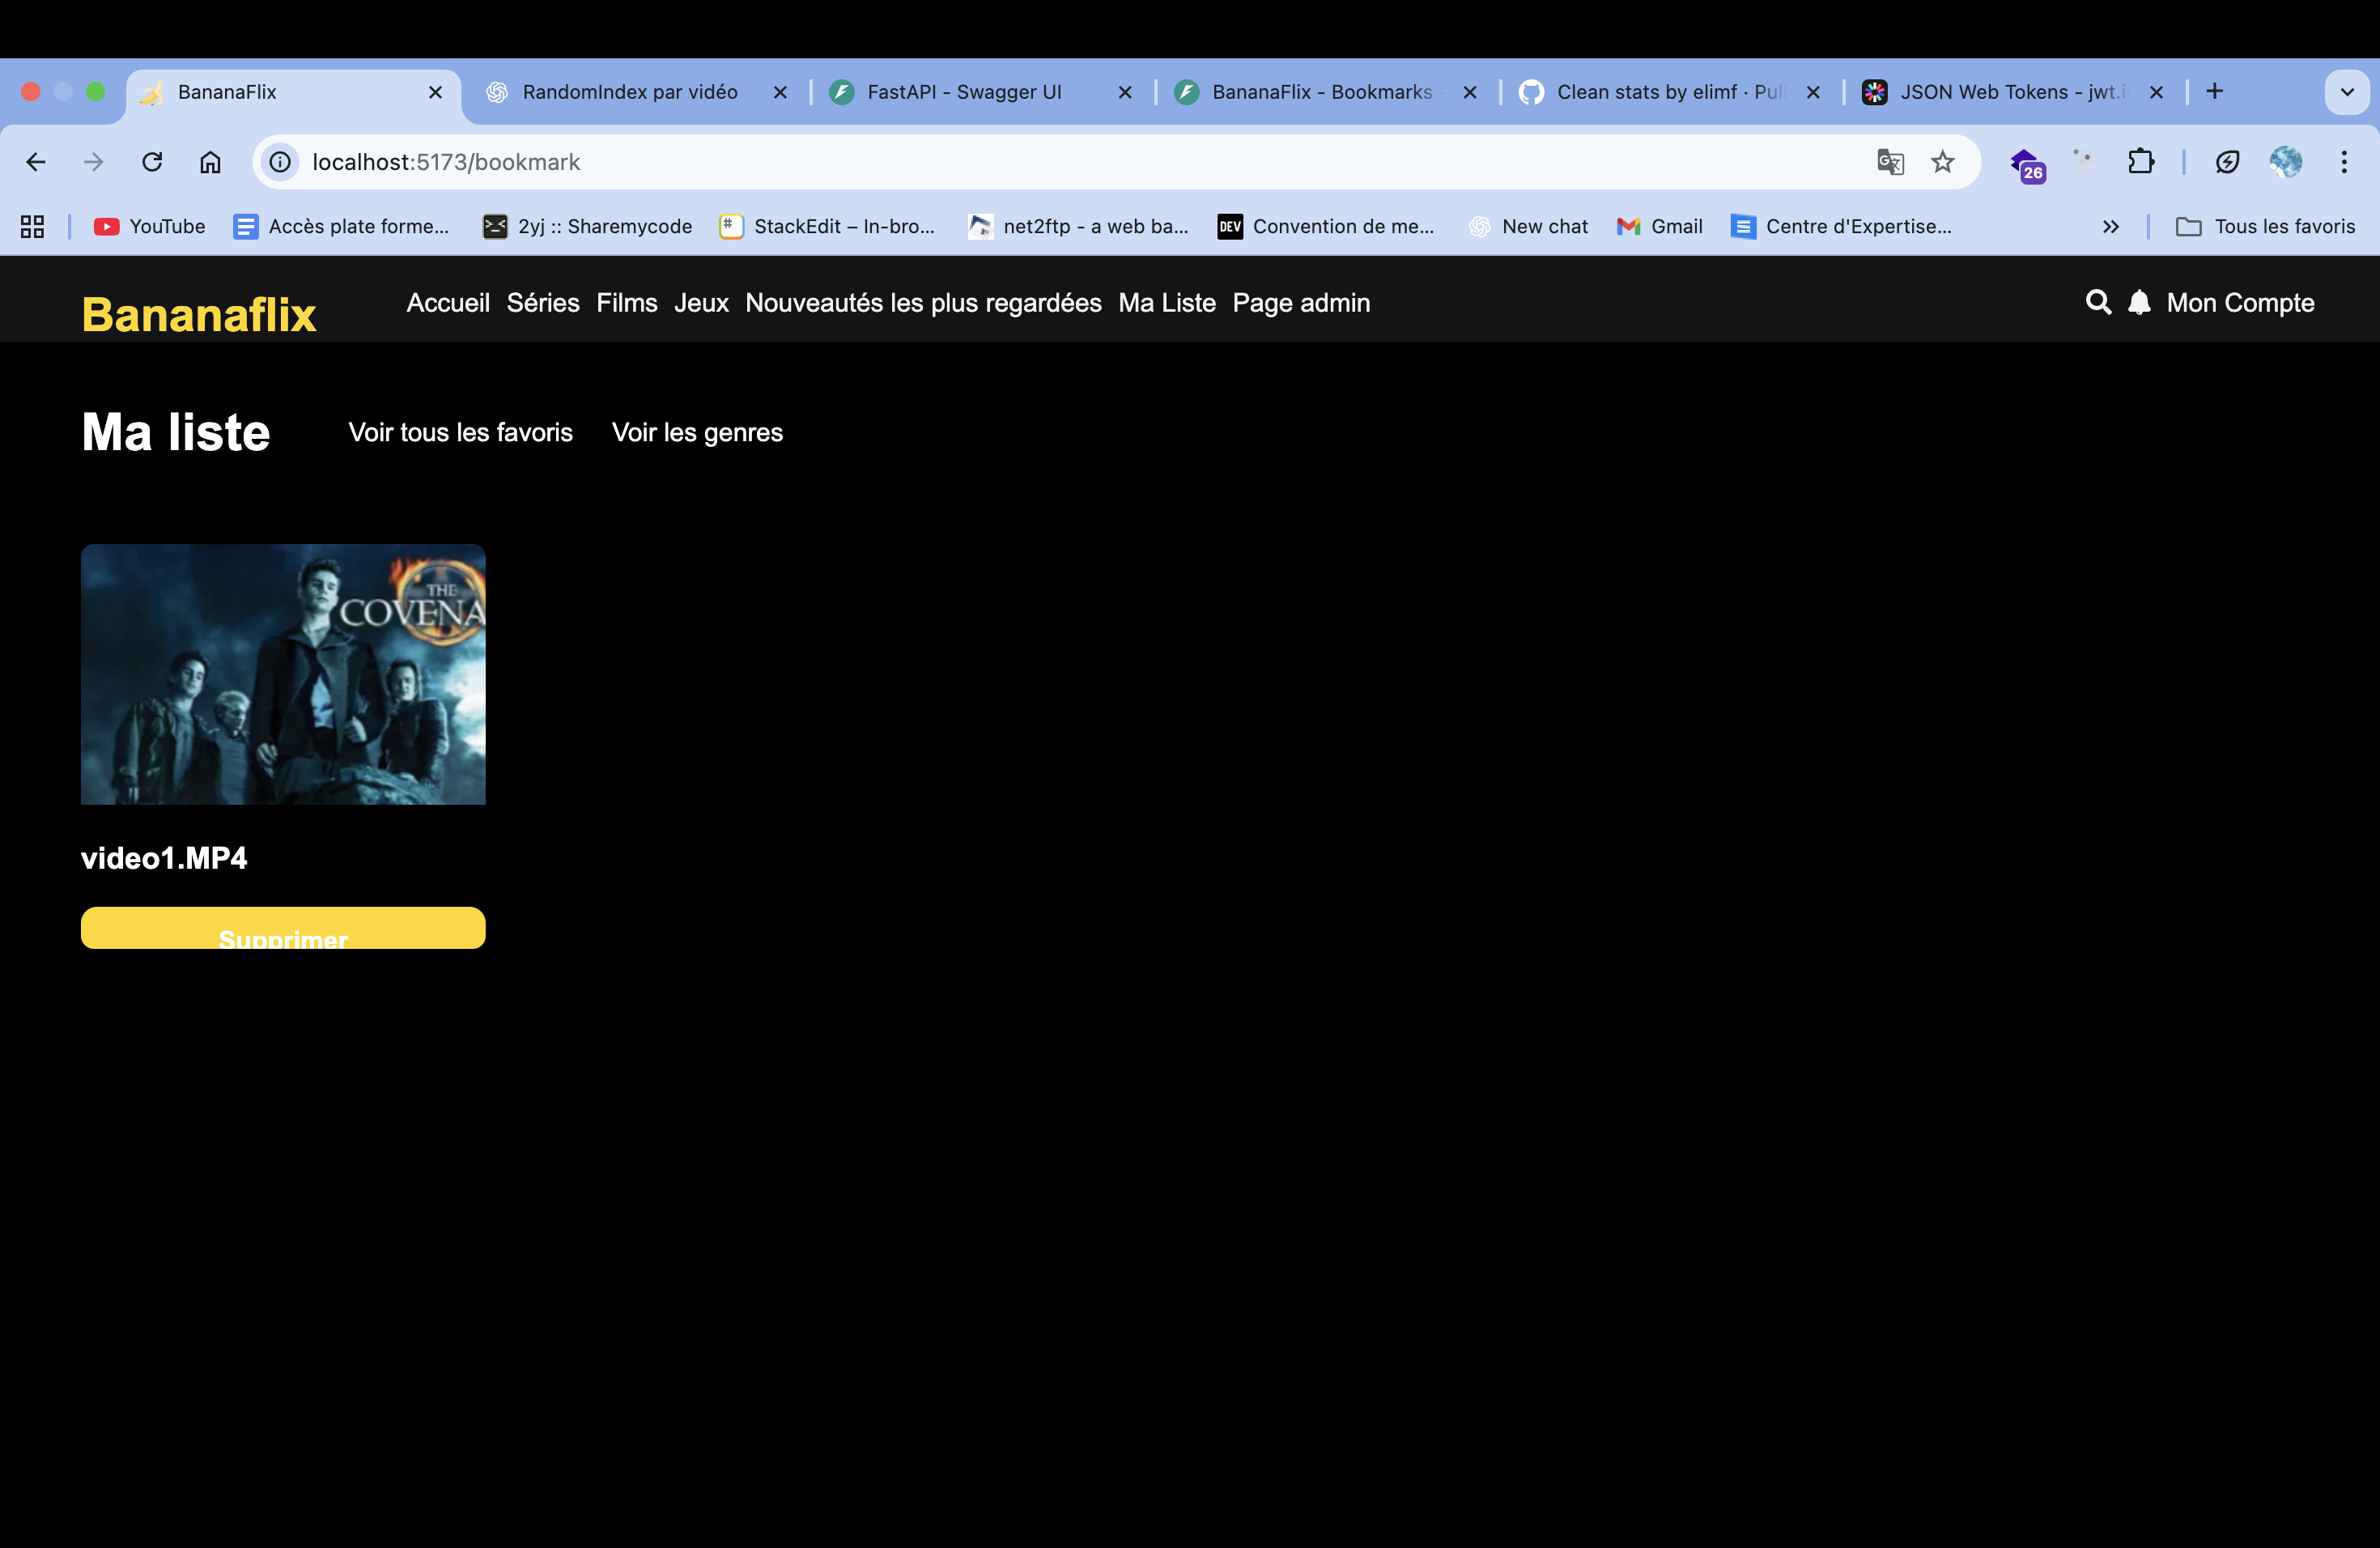 BananaFlix
RandomIndex par vidéo
FastAPI - Swagger UI
BananaFlix - Bookmarks
Clean stats by elimf · Pull
JSON Web Tokens - jwt.i
localhost:5173/bookmark
26
YouTube
Accès plate forme...
2yj :: Sharemycode
StackEdit – In-bro...
net2ftp - a web ba...
DEV
Convention de me...
New chat
Gmail
Centre d'Expertise...
Tous les favoris
Bananaflix
Accueil Séries Films Jeux Nouveautés les plus regardées Ma Liste Page admin
Mon Compte
Ma liste
Voir tous les favoris
Voir les genres
THE
COVENA
video1.MP4
Supprimer